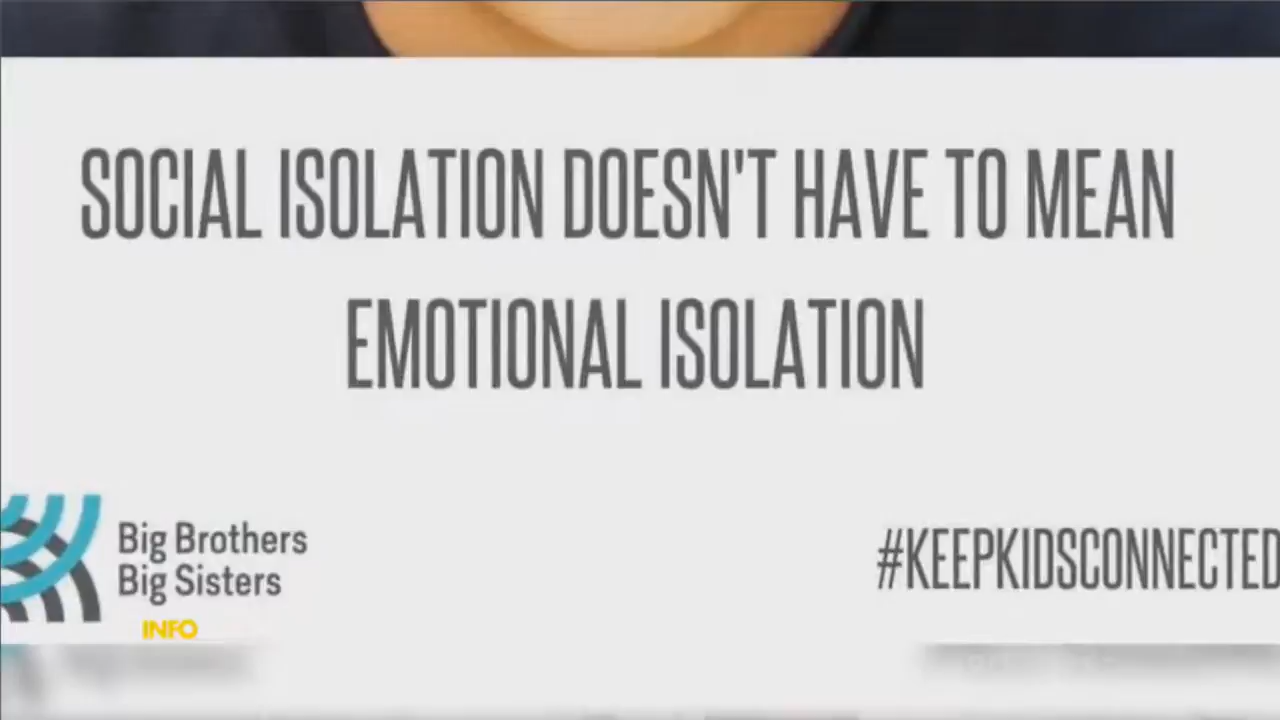 SOCIAL ISOLATION DOESN'T HAVE TO MEAN
EMOTIONAL ISOLATION
Big Brothers
Big Sisters
#KEEPKIDSCONNECTED
INFO